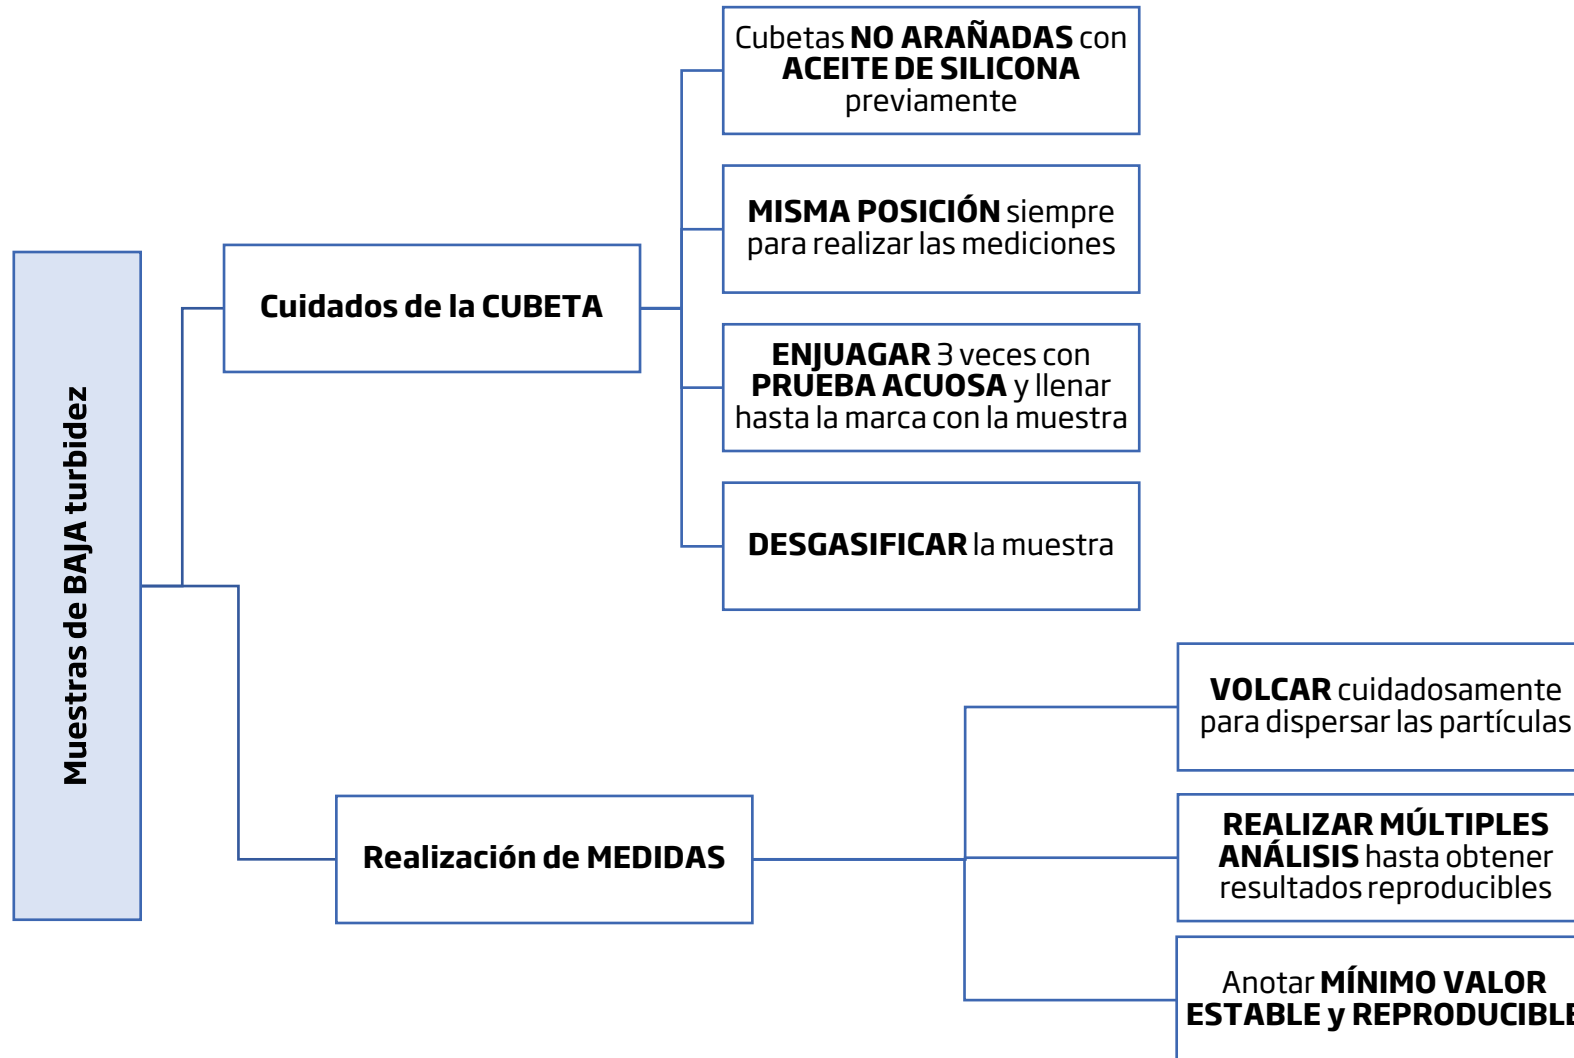 Muestras de BAJA turbidez
Cuidados de la CUBETA
Cubetas NO ARAÑADAS con
ACEITE DE SILICONA
previamente
MISMA POSICIÓN siempre
para realizar las mediciones
ENJUAGAR 3 veces con
PRUEBA ACUOSA y llenar
hasta la marca con la muestra
DESGASIFICAR la muestra
Realización de MEDIDAS
VOLCAR cuidadosamente
para dispersar las partículas
REALIZAR MÚLTIPLES
ANÁLISIS hasta obtener
resultados reproducibles
Anotar MÍNIMO VALOR
ESTABLE y REPRODUCIBLE